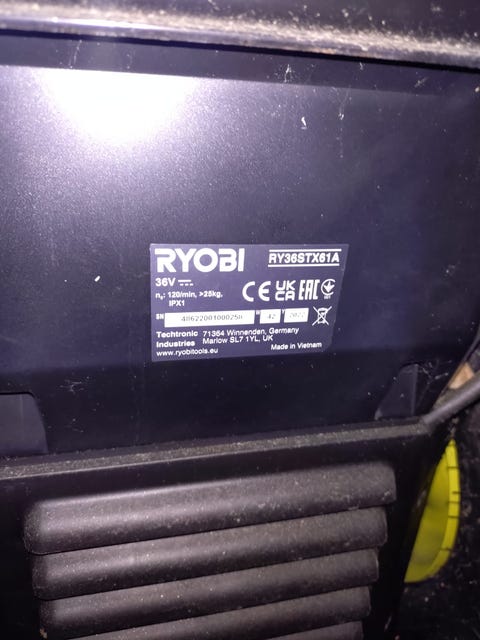 RYOBI RY36STX61A
36V
n₀: 120/min, >25kg,
IPX1
CE UK CA EAC
SN 42 2022
Techtronic 71364 Winnenden, Germany
Industries Marlow SL7 1YL, UK
www.ryobitools.eu Made in Vietnam